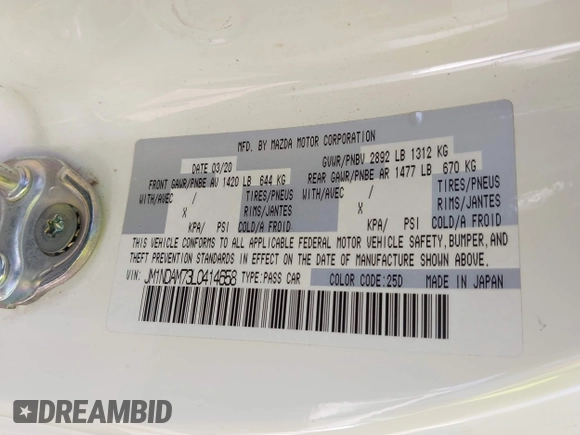 MFD. BY MAZDA MOTOR CORPORATION
DATE 03/20
GVWR/PNBV 2892 LB 1312 KG
FRONT GAWR/PNBE AV 1420 LB 644 KG
REAR GAWR/PNBE AR 1477 LB 670 KG
WITH/AVEC / TIRES/PNEUS WITH/AVEC / TIRES/PNEUS
X RIMS/JANTES X RIMS/JANTES
KPA/ PSI COLD/A FROID KPA/ PSI COLD/A FROID
THIS VEHICLE CONFORMS TO ALL APPLICABLE FEDERAL MOTOR VEHICLE SAFETY, BUMPER, AND
THEFT PREVENTION STANDARDS IN EFFECT ON THE DATE OF MANUFACTURE SHOWN ABOVE.
VIN: JM1NDAM73L0414658 TYPE:PASS CAR COLOR CODE:25D MADE IN JAPAN
DREAMBID